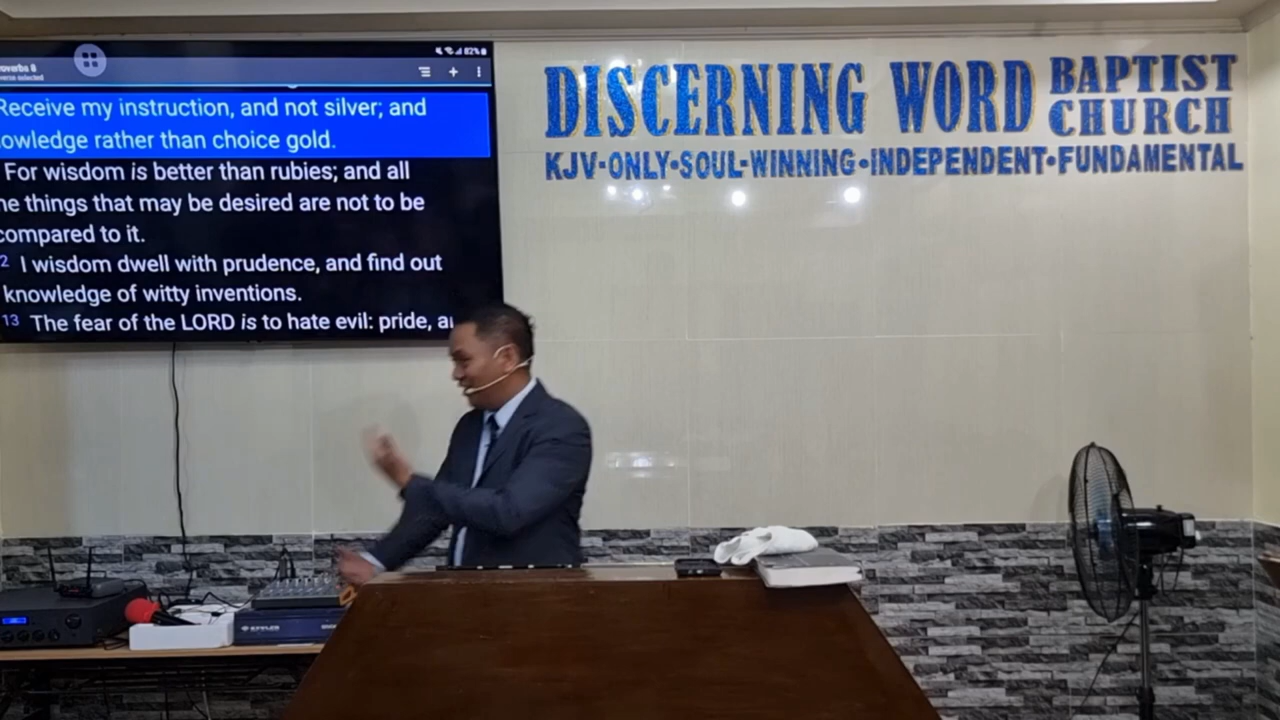 82%
Receive my instruction, and not silver; and
owledge rather than choice gold.
For wisdom is better than rubies; and all
he things that may be desired are not to be
compared to it.
2 I wisdom dwell with prudence, and find out
knowledge of witty inventions.
13 The fear of the LORD is to hate evil: pride, a
DISCERNING WORD BAPTIST CHURCH
KJV-ONLY•SOUL-WINNING•INDEPENDENT•FUNDAMENTAL